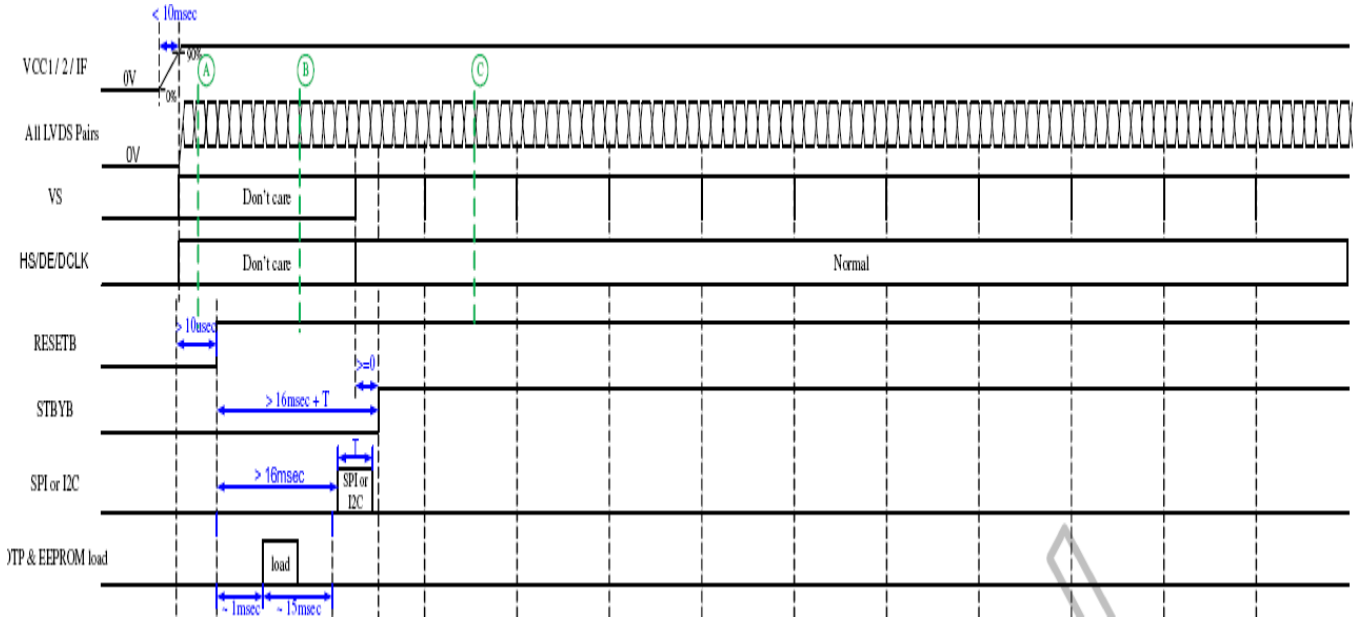 < 10msec
VCC1 / 2 / IF
0V
90%
0%
A
B
C
All LVDS Pairs
0V
VS
Don't care
HS/DE/DCLK
Don't care
Normal
> 10usec
RESETB
>=0
STBYB
> 16msec + T
T
SPI or I2C
> 16msec
SPI or
I2C
OTP & EEPROM load
load
~ 1msec
~ 15msec